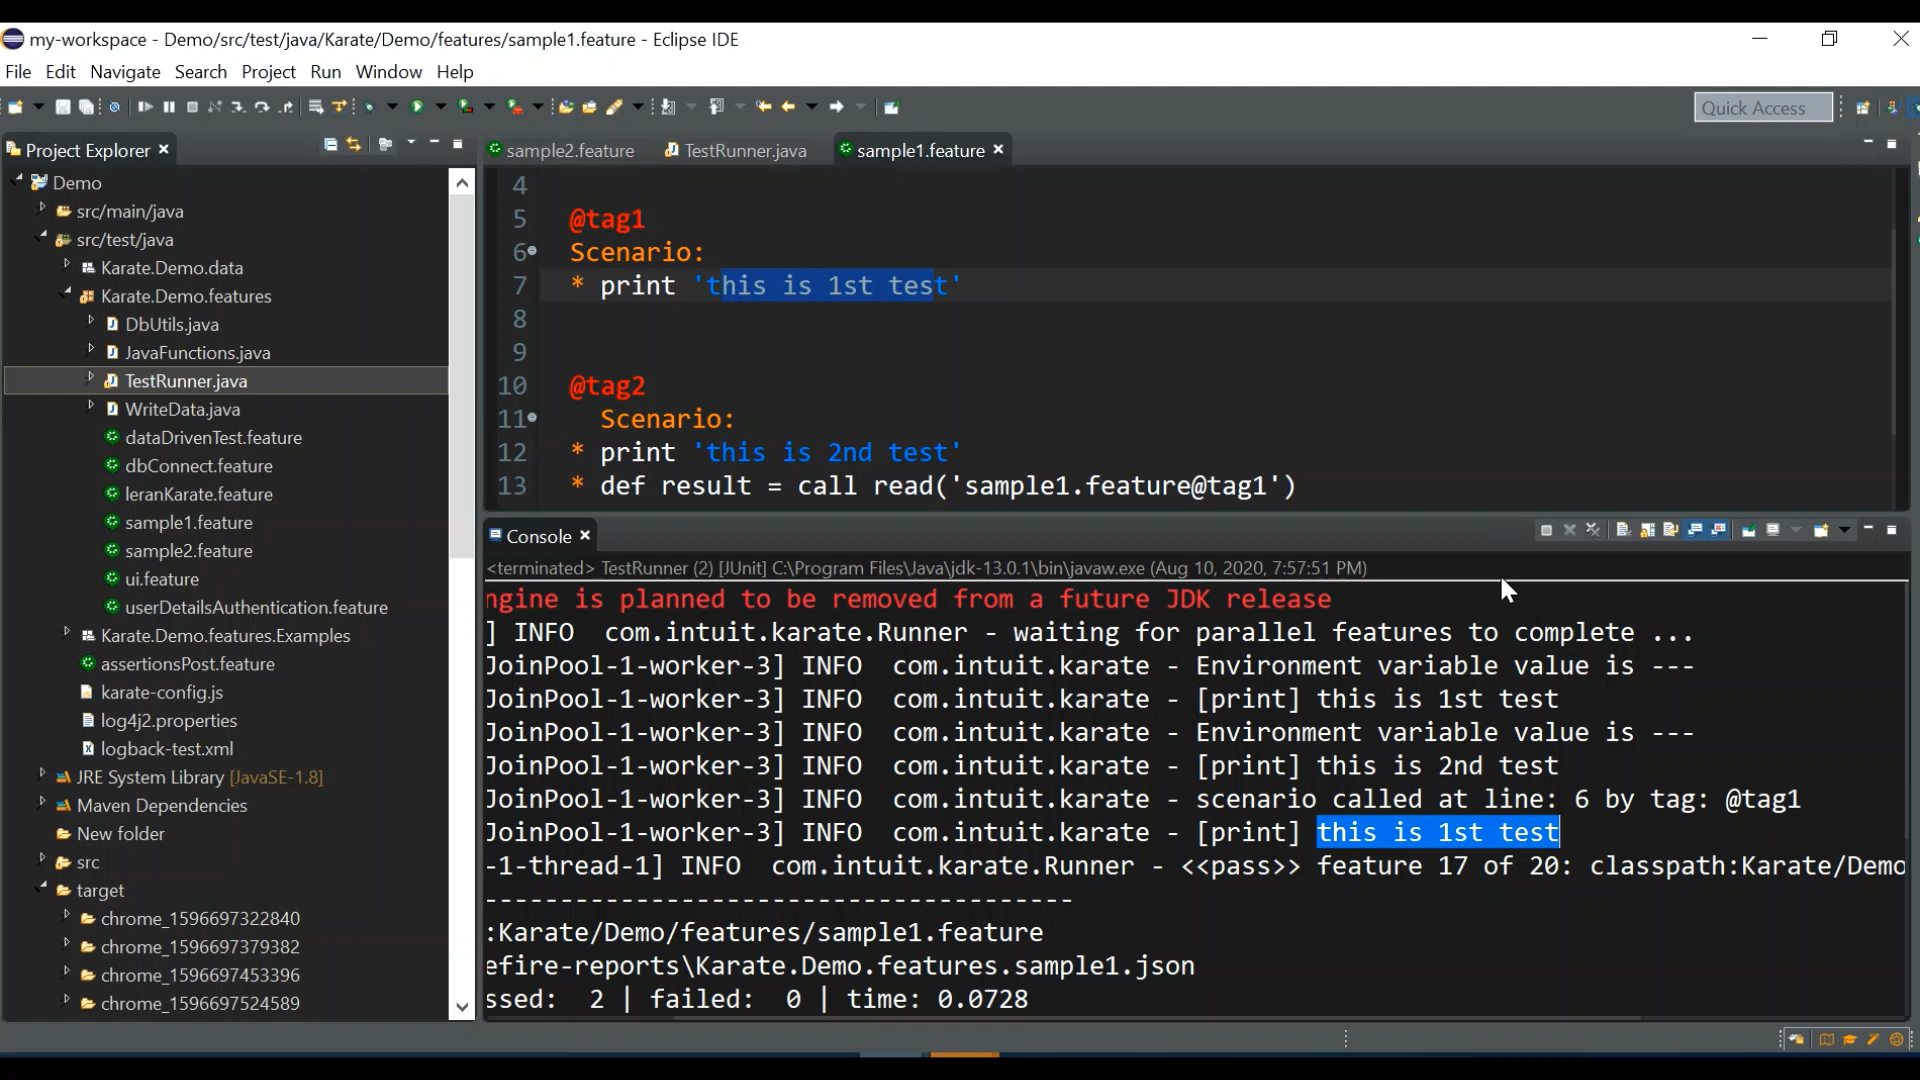 my-workspace - Demo/src/test/java/Karate/Demo/features/sample1.feature - Eclipse IDE
File Edit Navigate Search Project Run Window Help
Quick Access
Project Explorer
Demo
src/main/java
src/test/java
Karate.Demo.data
Karate.Demo.features
DbUtils.java
JavaFunctions.java
TestRunner.java
WriteData.java
dataDrivenTest.feature
dbConnect.feature
leranKarate.feature
sample1.feature
sample2.feature
ui.feature
userDetailsAuthentication.feature
Karate.Demo.features.Examples
assertionsPost.feature
karate-config.js
log4j2.properties
logback-test.xml
JRE System Library [JavaSE-1.8]
Maven Dependencies
New folder
src
target
chrome_1596697322840
chrome_1596697379382
chrome_1596697453396
chrome_1596697524589
sample2.feature TestRunner.java sample1.feature
4
5 @tag1
6 Scenario:
7 * print 'this is 1st test'
8
9
10 @tag2
11 Scenario:
12 * print 'this is 2nd test'
13 * def result = call read('sample1.feature@tag1')
Console
<terminated> TestRunner (2) [JUnit] C:\Program Files\Java\jdk-13.0.1\bin\javaw.exe (Aug 10, 2020, 7:57:51 PM)
ngine is planned to be removed from a future JDK release
] INFO com.intuit.karate.Runner - waiting for parallel features to complete ...
JoinPool-1-worker-3] INFO com.intuit.karate - Environment variable value is ---
JoinPool-1-worker-3] INFO com.intuit.karate - [print] this is 1st test
JoinPool-1-worker-3] INFO com.intuit.karate - Environment variable value is ---
JoinPool-1-worker-3] INFO com.intuit.karate - [print] this is 2nd test
JoinPool-1-worker-3] INFO com.intuit.karate - scenario called at line: 6 by tag: @tag1
JoinPool-1-worker-3] INFO com.intuit.karate - [print] this is 1st test
-1-thread-1] INFO com.intuit.karate.Runner - <<pass>> feature 17 of 20: classpath:Karate/Demo
---------------------------------------
:Karate/Demo/features/sample1.feature
efire-reports\Karate.Demo.features.sample1.json
ssed: 2 | failed: 0 | time: 0.0728